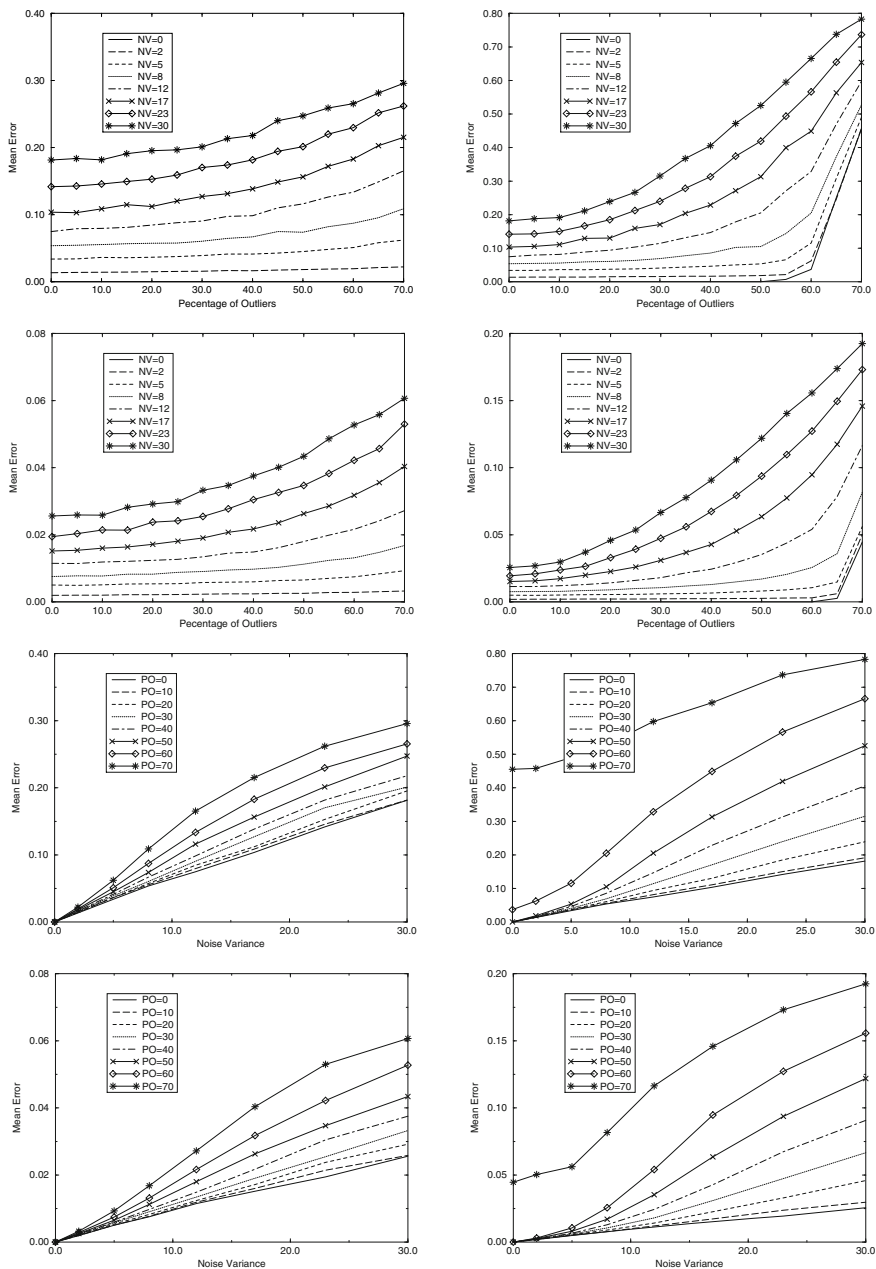 0.40
0.30
0.20
0.10
0.00
Mean Error
NV=0
NV=2
NV=5
NV=8
NV=12
NV=17
NV=23
NV=30
0.0 10.0 20.0 30.0 40.0 50.0 60.0 70.0
Percentage of Outliers
0.80
0.70
0.60
0.50
0.40
0.30
0.20
0.10
0.00
Mean Error
NV=0
NV=2
NV=5
NV=8
NV=12
NV=17
NV=23
NV=30
0.0 10.0 20.0 30.0 40.0 50.0 60.0 70.0
Percentage of Outliers
0.08
0.06
0.04
0.02
0.00
Mean Error
NV=0
NV=2
NV=5
NV=8
NV=12
NV=17
NV=23
NV=30
0.0 10.0 20.0 30.0 40.0 50.0 60.0 70.0
Percentage of Outliers
0.20
0.15
0.10
0.05
0.00
Mean Error
NV=0
NV=2
NV=5
NV=8
NV=12
NV=17
NV=23
NV=30
0.0 10.0 20.0 30.0 40.0 50.0 60.0 70.0
Percentage of Outliers
0.40
0.30
0.20
0.10
0.00
Mean Error
PO=0
PO=10
PO=20
PO=30
PO=40
PO=50
PO=60
PO=70
0.0 10.0 20.0 30.0
Noise Variance
0.80
0.70
0.60
0.50
0.40
0.30
0.20
0.10
0.00
Mean Error
PO=0
PO=10
PO=20
PO=30
PO=40
PO=50
PO=60
PO=70
0.0 5.0 10.0 15.0 20.0 25.0 30.0
Noise Variance
0.08
0.06
0.04
0.02
0.00
Mean Error
PO=0
PO=10
PO=20
PO=30
PO=40
PO=50
PO=60
PO=70
0.0 10.0 20.0 30.0
Noise Variance
0.20
0.15
0.10
0.05
0.00
Mean Error
PO=0
PO=10
PO=20
PO=30
PO=40
PO=50
PO=60
PO=70
0.0 10.0 20.0 30.0
Noise Variance